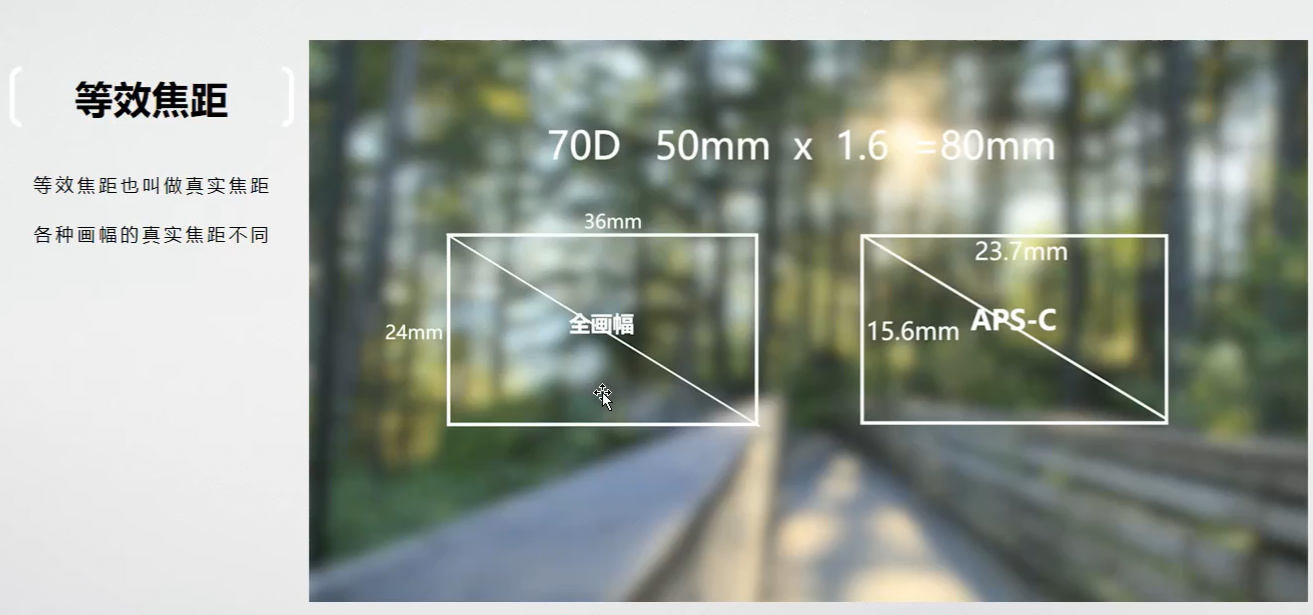 等效焦距
等效焦距也叫做真实焦距
各种画幅的真实焦距不同
70D 50mm x 1.6 =80mm
36mm
24mm
全画幅
23.7mm
15.6mm
APS-C